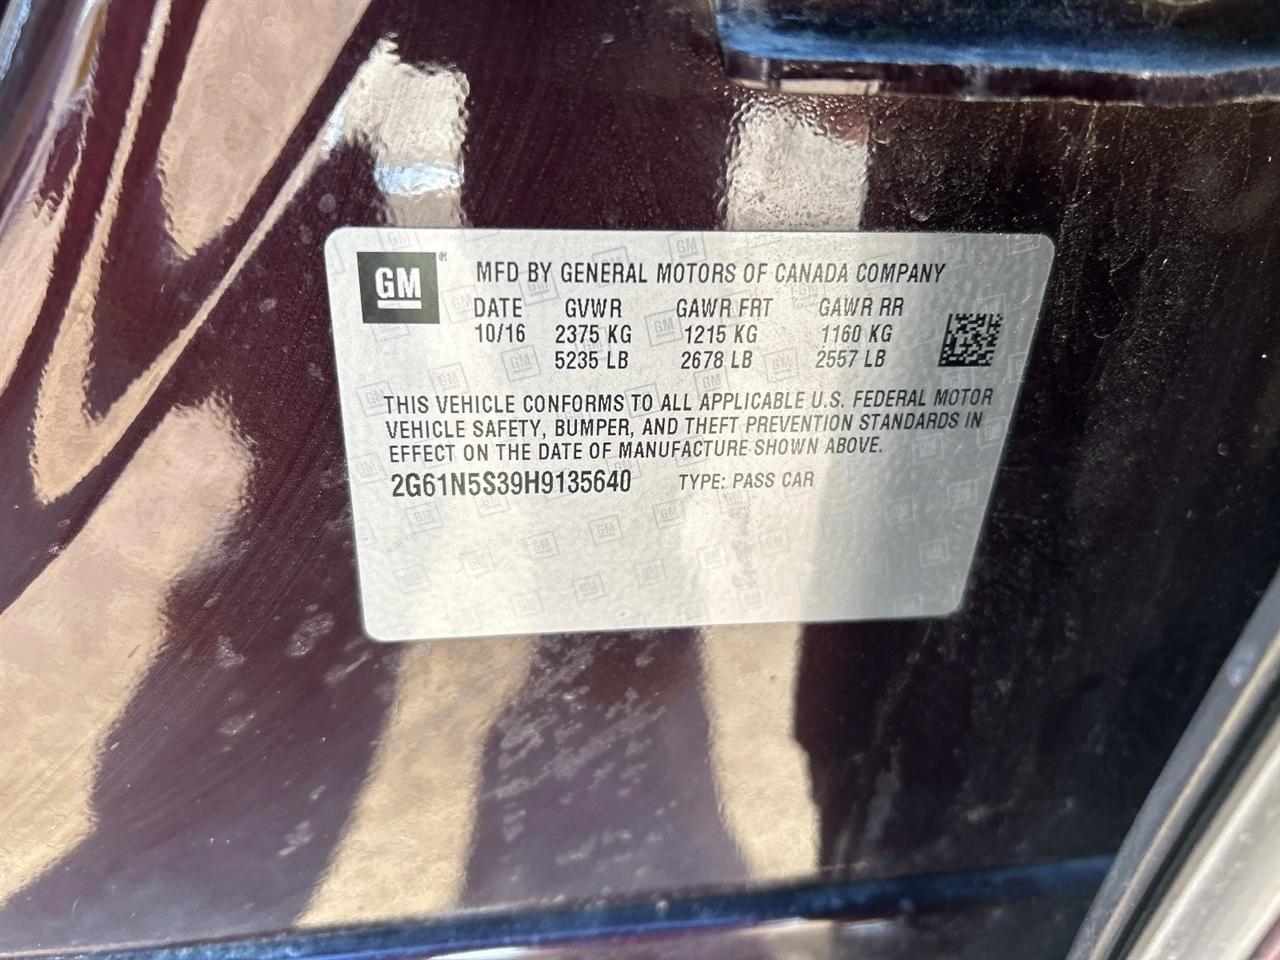 GM
MFD BY GENERAL MOTORS OF CANADA COMPANY
DATE GVWR GAWR FRT GAWR RR
10/16 2375 KG 1215 KG 1160 KG
5235 LB 2678 LB 2557 LB
THIS VEHICLE CONFORMS TO ALL APPLICABLE U.S. FEDERAL MOTOR
VEHICLE SAFETY, BUMPER, AND THEFT PREVENTION STANDARDS IN
EFFECT ON THE DATE OF MANUFACTURE SHOWN ABOVE.
2G61N5S39H9135640 TYPE: PASS CAR